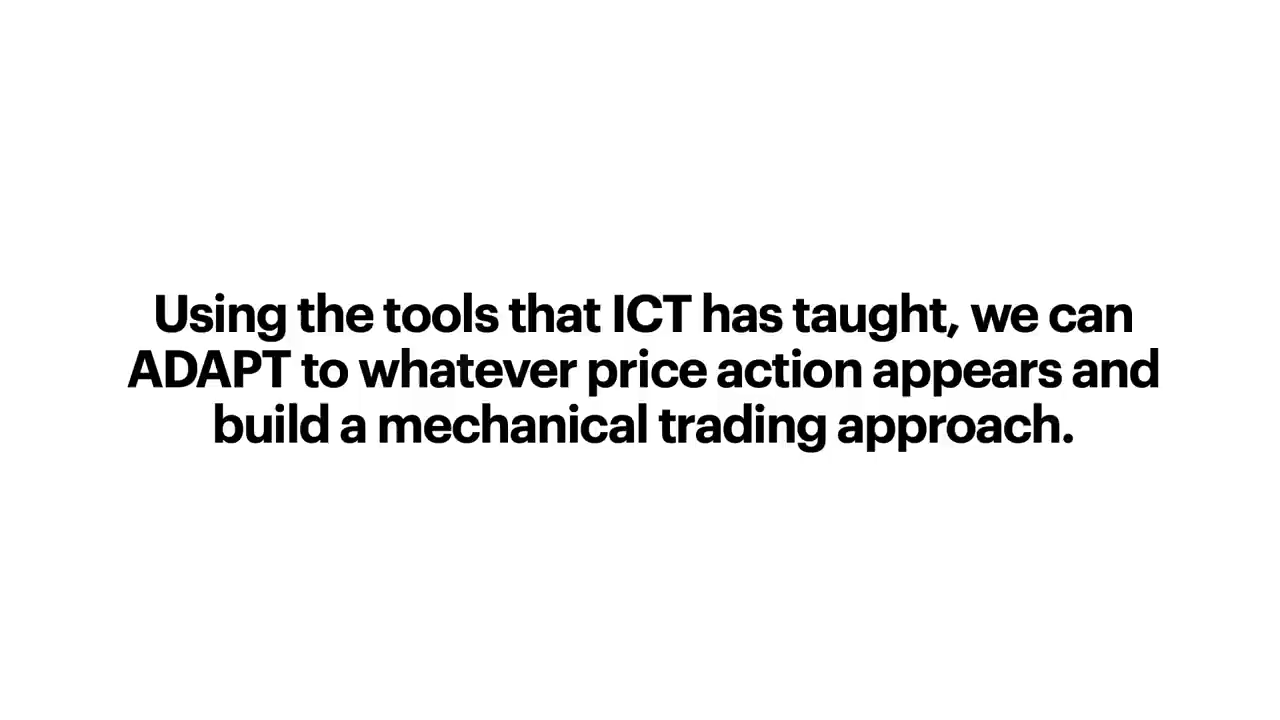 Using the tools that ICT has taught, we can
ADAPT to whatever price action appears and
build a mechanical trading approach.